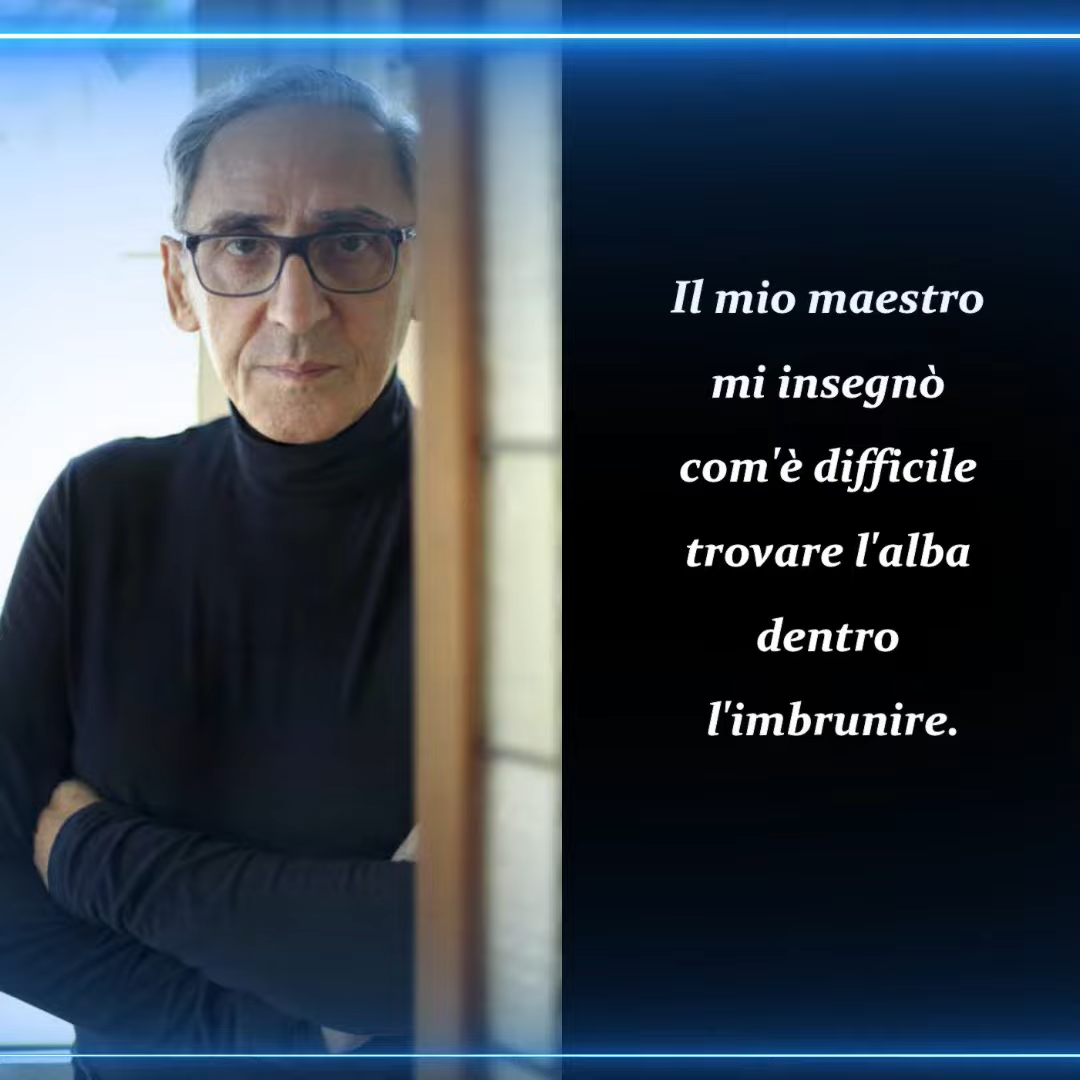 Il mio maestro
mi insegnò
com'è difficile
trovare l'alba
dentro
l'imbrunire.